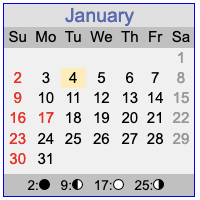 January
Su Mo Tu We Th Fr Sa
1
2 3 4 5 6 7 8
9 10 11 12 13 14 15
16 17 18 19 20 21 22
23 24 25 26 27 28 29
30 31
2:🌑 9:🌓 17:🌕 25:🌗